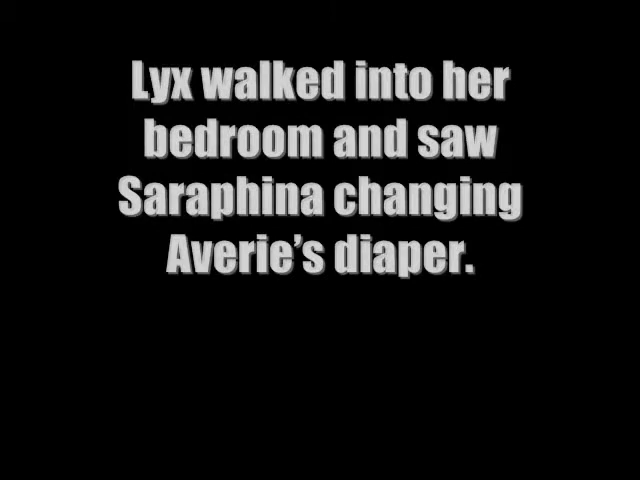 Lyx walked into her
bedroom and saw
Saraphina changing
Averie’s diaper.